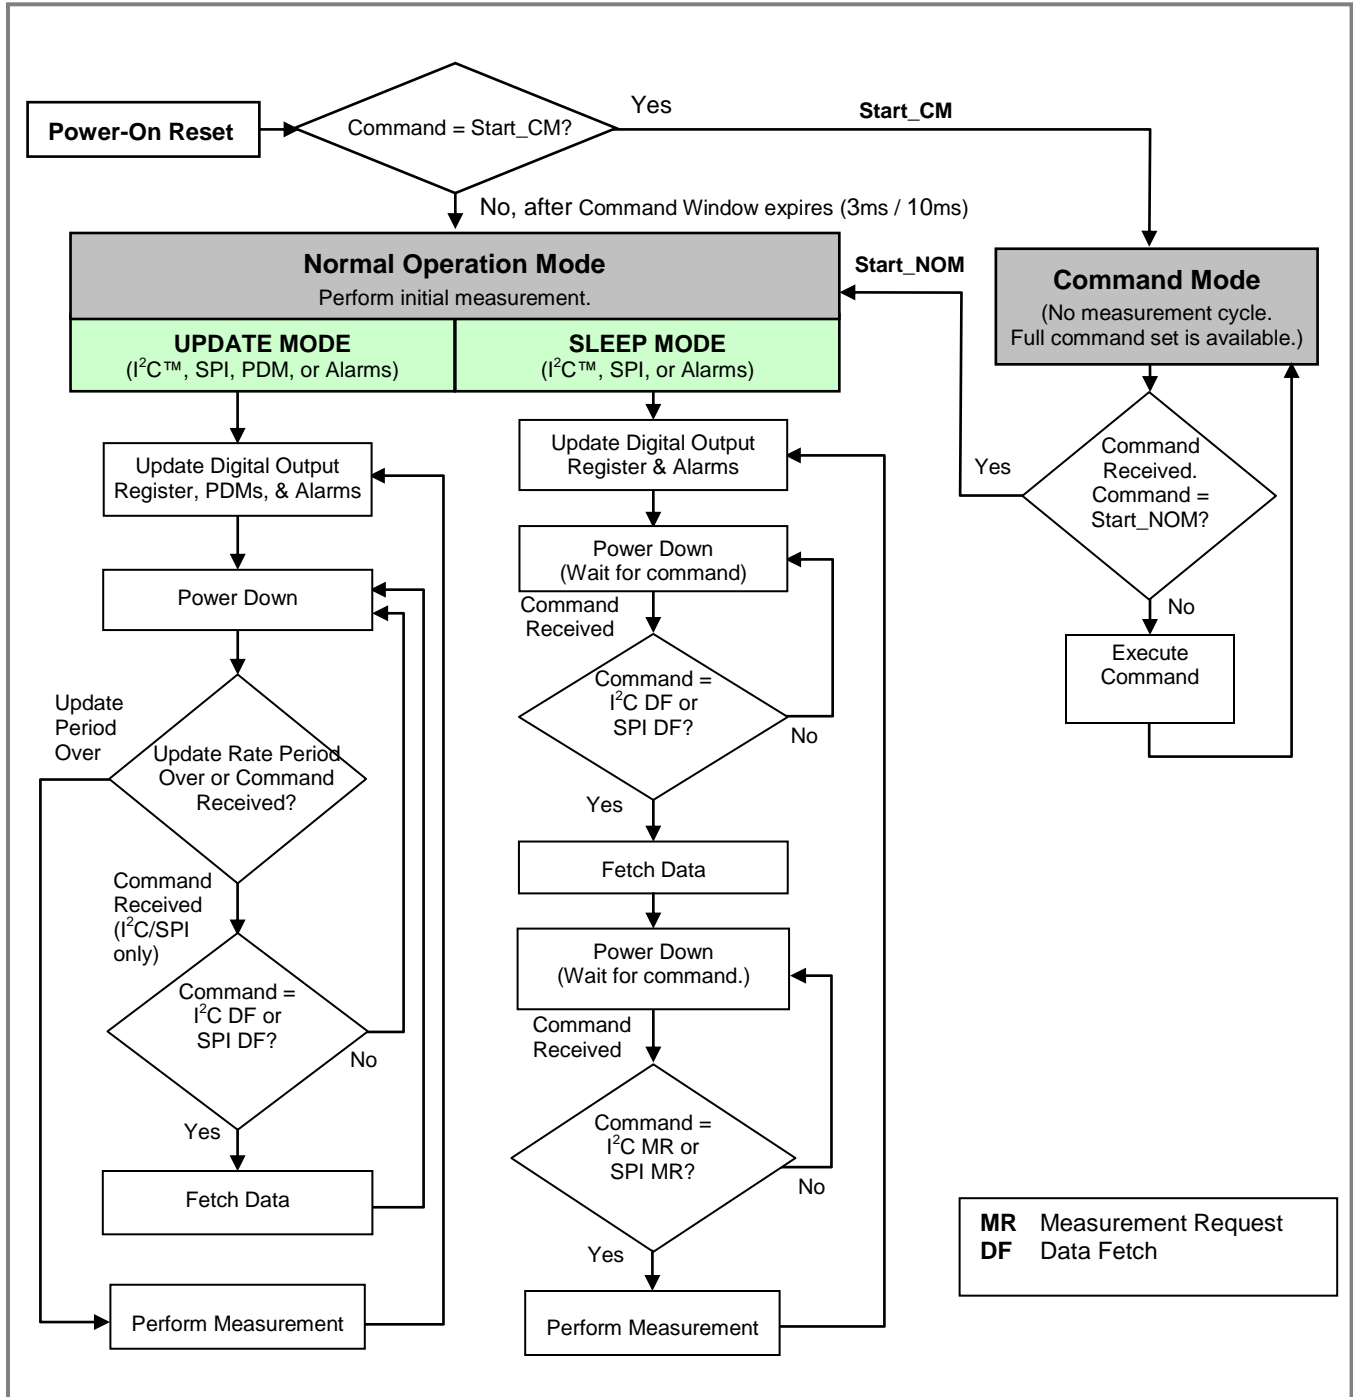 Power-On Reset
Command = Start_CM?
Yes
Start_CM
No, after Command Window expires (3ms / 10ms)
Normal Operation Mode
Perform initial measurement.
Start_NOM
Command Mode
(No measurement cycle.
Full command set is available.)
UPDATE MODE
(I²C™, SPI, PDM, or Alarms)
SLEEP MODE
(I²C™, SPI, or Alarms)
Update Digital Output
Register, PDMs, & Alarms
Power Down
Update
Period
Over
Update Rate Period
Over or Command
Received?
Command
Received
(I²C/SPI
only)
Command =
I²C DF or
SPI DF?
No
Yes
Fetch Data
Perform Measurement
Update Digital Output
Register & Alarms
Power Down
(Wait for command)
Command
Received
Command =
I²C DF or
SPI DF?
No
Yes
Fetch Data
Power Down
(Wait for command.)
Command
Received
Command =
I²C MR or
SPI MR?
No
Yes
Perform Measurement
Command
Received.
Command =
Start_NOM?
Yes
No
Execute
Command
MR Measurement Request
DF Data Fetch